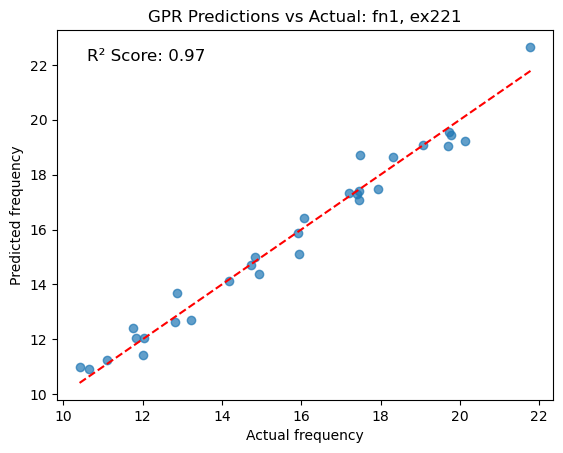 GPR Predictions vs Actual: fn1, ex221
R² Score: 0.97
22
20
18
16
14
12
10
Predicted frequency
10 12 14 16 18 20 22
Actual frequency